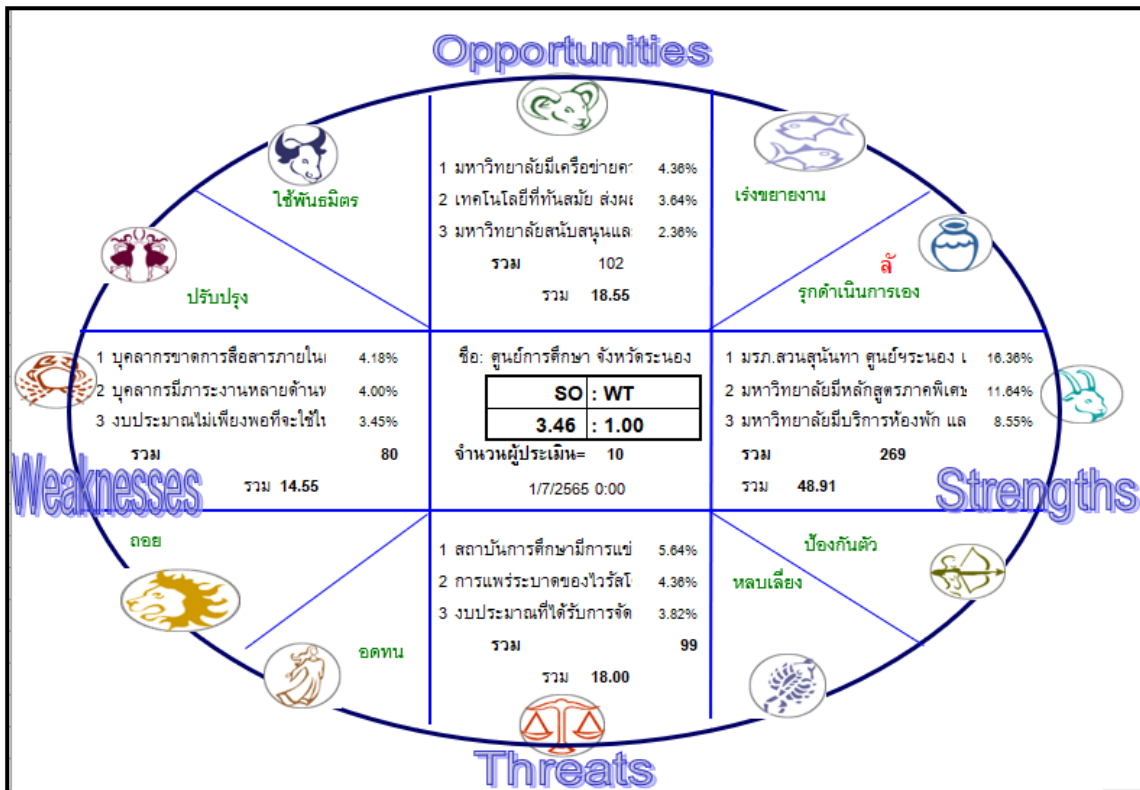 Opportunities
ใช้พันธมิตร
1 มหาวิทยาลัยมีเครือข่ายคว 4.36%
2 เทคโนโลยีที่ทันสมัย ส่งผล 3.64%
3 มหาวิทยาลัยสนับสนุนและ 2.36%
รวม 102
รวม 18.55
เร่งขยายงาน
ลั
รุกดำเนินการเอง
ปรับปรุง
1 บุคลากรขาดการสื่อสารภายใน 4.18%
2 บุคลากรมีภาระงานหลายด้านท 4.00%
3 งบประมาณไม่เพียงพอที่จะใช้ใน 3.45%
รวม 80
รวม 14.55
Weaknesses
ชื่อ: ศูนย์การศึกษา จังหวัดระนอง
SO : WT
3.46 : 1.00
จำนวนผู้ประเมิน= 10
1/7/2565 0:00
1 มรภ.สวนสุนันทา ศูนย์ฯระนอง เ 16.36%
2 มหาวิทยาลัยมีหลักสูตรภาคพิเศษ 11.64%
3 มหาวิทยาลัยมีบริการห้องพัก แล 8.55%
รวม 269
รวม 48.91
Strengths
ถอย
อดทน
1 สถาบันการศึกษามีการแข่ 5.64%
2 การแพร่ระบาดของไวรัสโ 4.36%
3 งบประมาณที่ได้รับการจัด 3.82%
รวม 99
รวม 18.00
ป้องกันตัว
หลบเลี่ยง
Threats